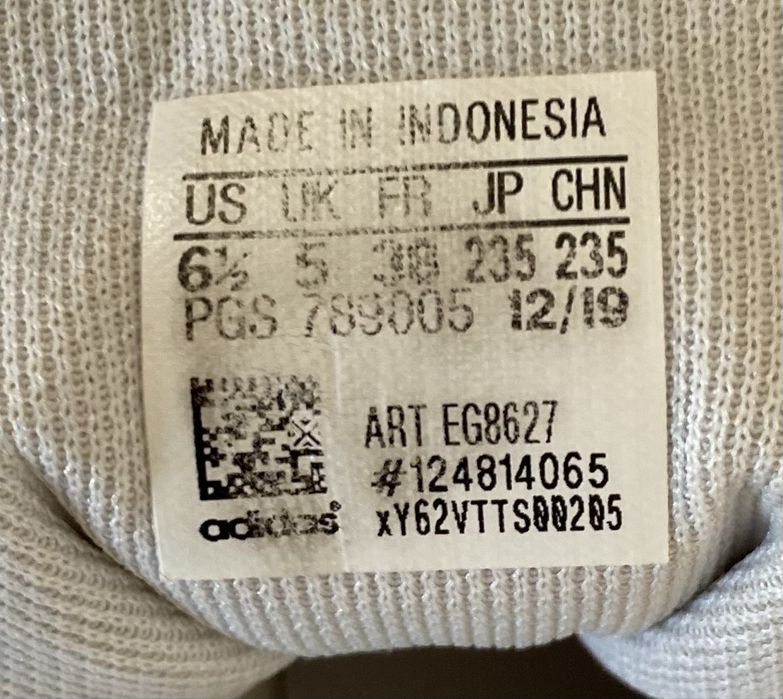 MADE IN INDONESIA
US UK FR JP CHN
6½ 5 38 235 235
PGS 789005 12/19
ART EG8627
#124814065
adidas® xY62VTTS00205